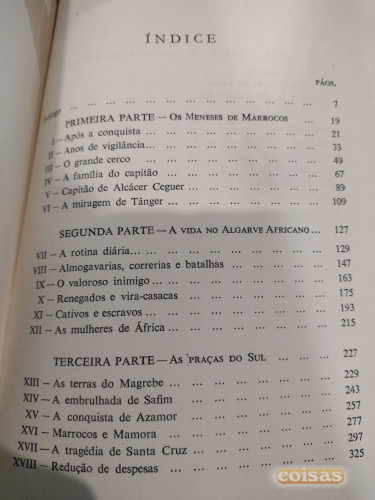 ÍNDICE
PÁGS.
Prólogo ... 7
PRIMEIRA PARTE — OS MENESES DE MARROCOS ... 19
I — Após a conquista ... 21
II — Anos de vigilância... 33
III — O grande cerco ... 49
IV — A família do capitão ... 67
V — Capitão de Alcácer Ceguer ... 89
VI — A miragem de Tânger ... 109
SEGUNDA PARTE — A VIDA NO ALGARVE AFRICANO... 127
VII — A rotina diária... 129
VIII — Almogavarias, correrias e batalhas ... 147
IX — O valoroso inimigo ... 163
X — Renegados e vira-casacas ... 175
XI — Cativos e escravos ... 193
XII — As mulheres de África ... 215
TERCEIRA PARTE — AS PRAÇAS DO SUL ... 227
XIII — As terras do Magrebe ... 229
XIV — A embrulhada de Safim ... 243
XV — A conquista de Azamor ... 257
XVI — Marrocos e Mamora ... 277
XVII — A tragédia de Santa Cruz ... 297
XVIII — Redução de despesas ... 325
coisas